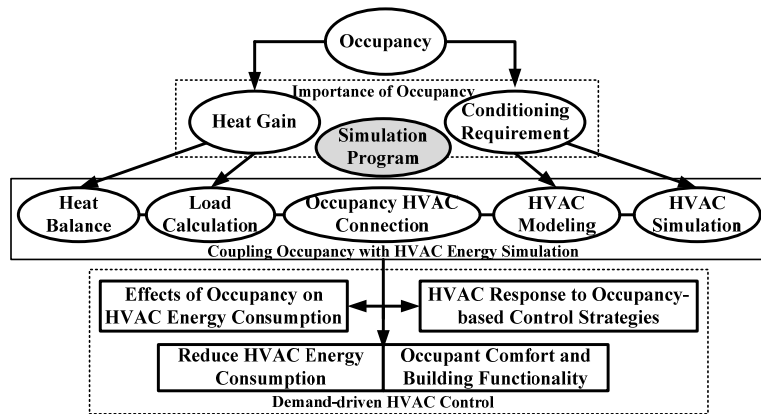 Occupancy
Importance of Occupancy
Heat Gain
Conditioning
Requirement
Simulation
Program
Heat
Balance
Load
Calculation
Occupancy HVAC
Connection
HVAC
Modeling
HVAC
Simulation
Coupling Occupancy with HVAC Energy Simulation
Effects of Occupancy on
HVAC Energy Consumption
HVAC Response to Occupancy-
based Control Strategies
Reduce HVAC Energy
Consumption
Occupant Comfort and
Building Functionality
Demand-driven HVAC Control